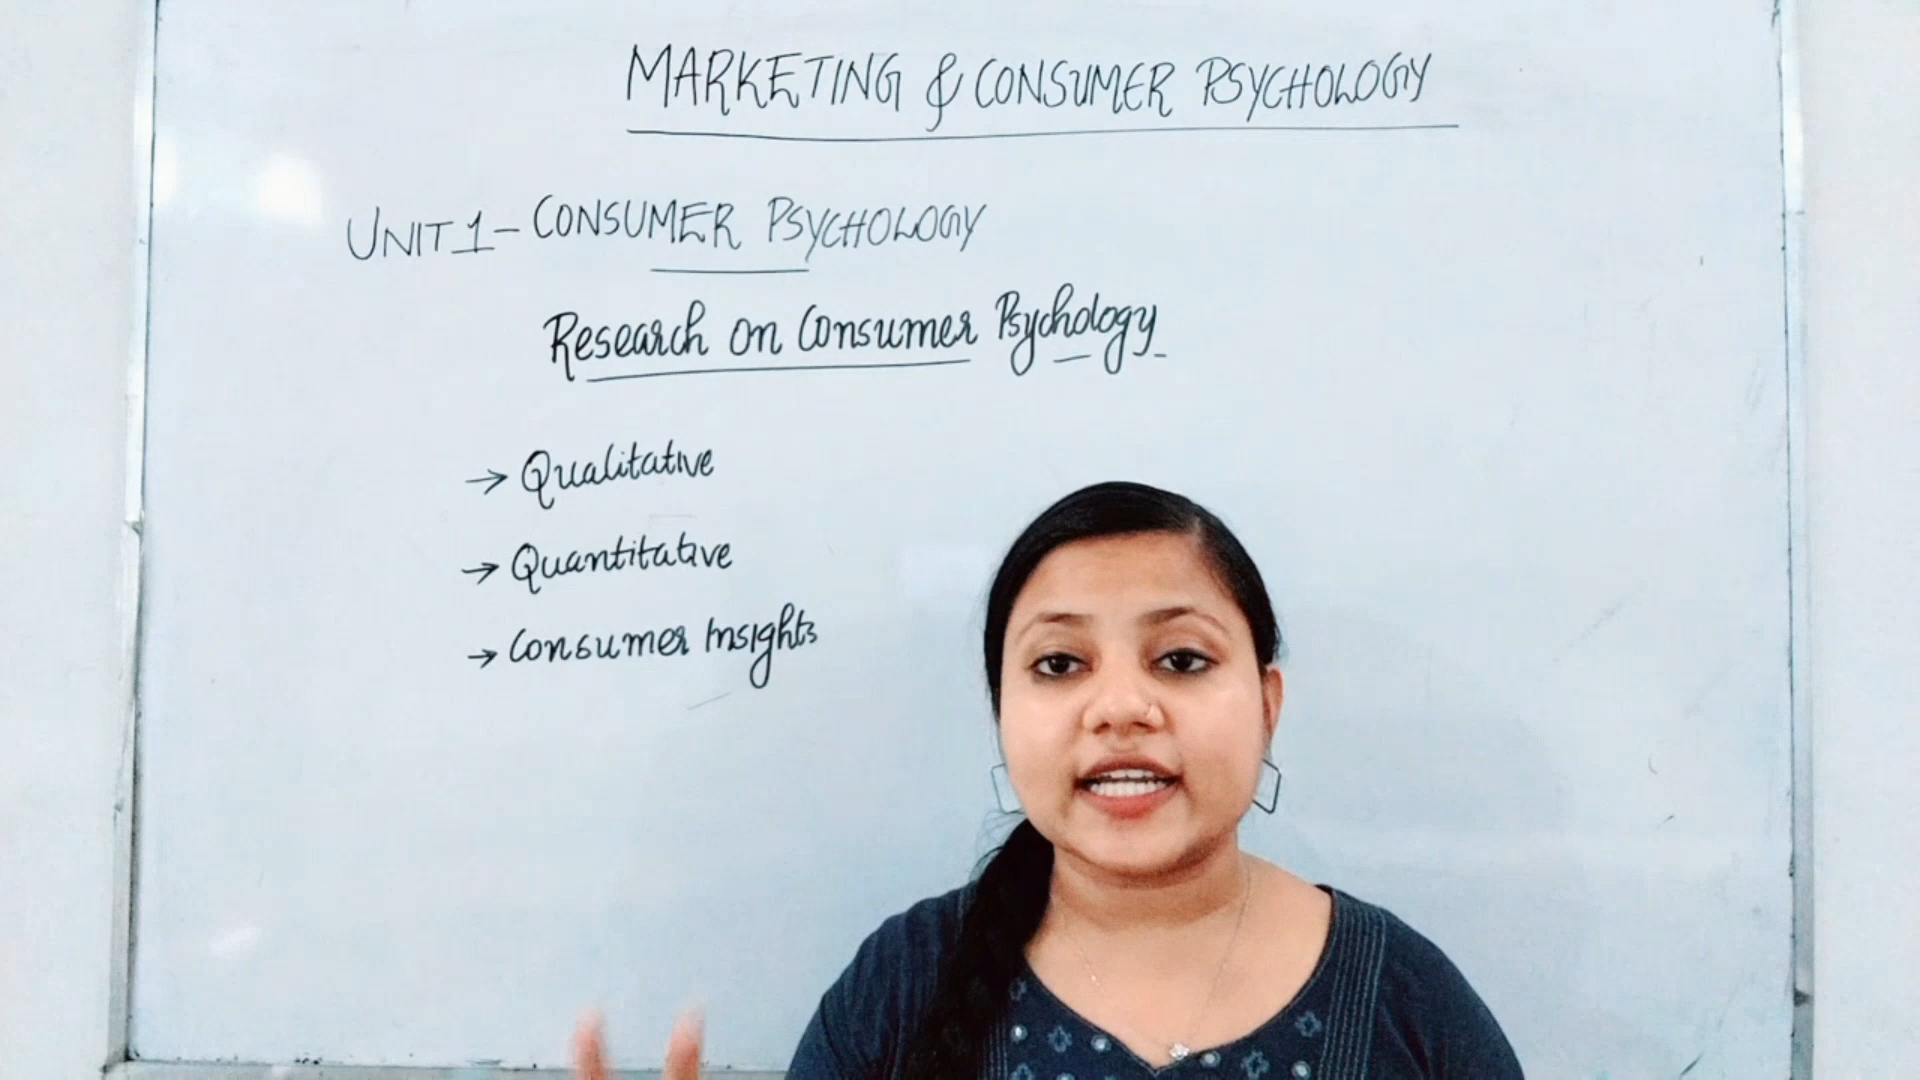 MARKETING & CONSUMER PSYCHOLOGY
UNIT 1 - CONSUMER PSYCHOLOGY
Research on Consumer Psychology
→ Qualitative
→ Quantitative
→ Consumer Insights